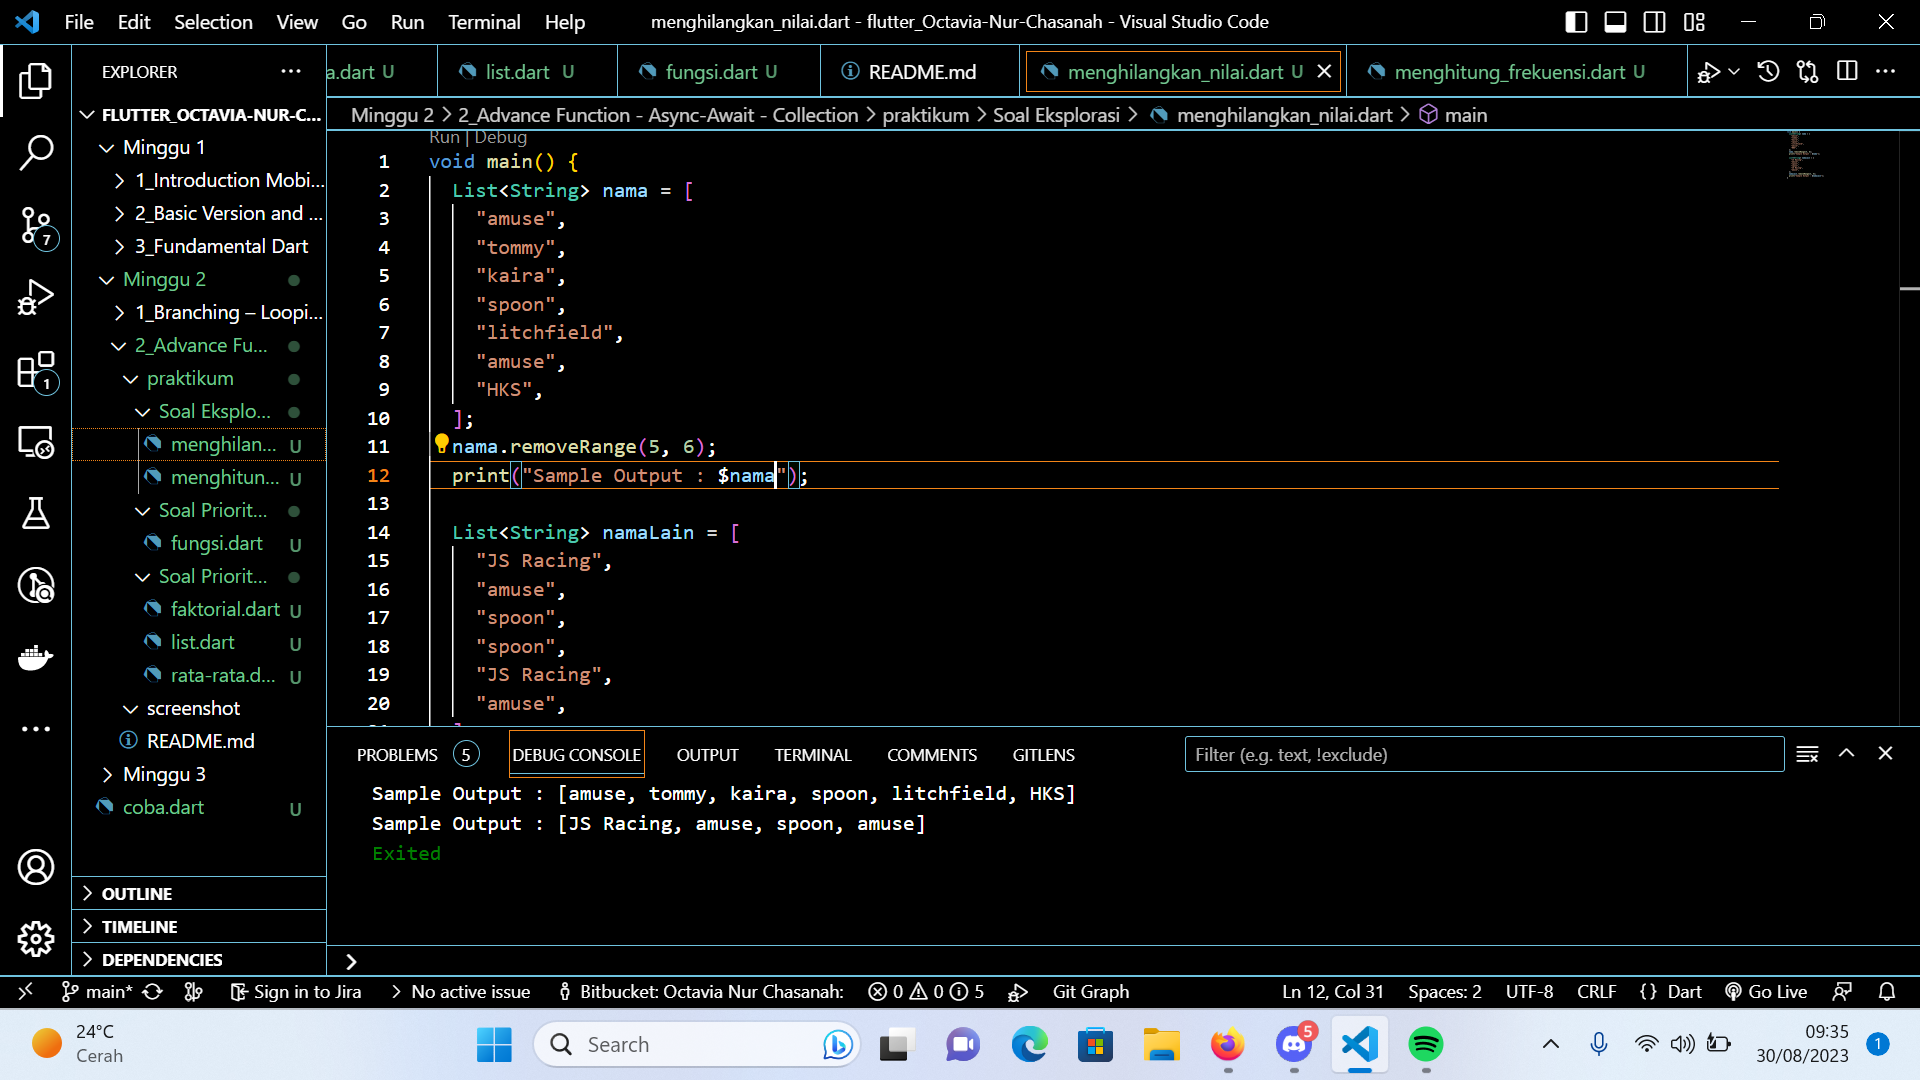 File Edit Selection View Go Run Terminal Help
menghilangkan_nilai.dart - flutter_Octavia-Nur-Chasanah - Visual Studio Code
EXPLORER
a.dart U
list.dart U
fungsi.dart U
README.md
menghilangkan_nilai.dart U
menghitung_frekuensi.dart U
Minggu 2 > 2_Advance Function - Async-Await - Collection > praktikum > Soal Eksplorasi > menghilangkan_nilai.dart > main
FLUTTER_OCTAVIA-NUR-C...
Minggu 1
1_Introduction Mobi...
2_Basic Version and ...
3_Fundamental Dart
Minggu 2
1_Branching – Loopi...
2_Advance Fu...
praktikum
Soal Eksplo...
menghilan... U
menghitun... U
Soal Priorit...
fungsi.dart U
Soal Priorit...
faktorial.dart U
list.dart U
rata-rata.d... U
screenshot
README.md
Minggu 3
coba.dart U
OUTLINE
TIMELINE
DEPENDENCIES
7
1
Run | Debug
1 void main() {
2 List<String> nama = [
3 "amuse",
4 "tommy",
5 "kaira",
6 "spoon",
7 "litchfield",
8 "amuse",
9 "HKS",
10 ];
11 nama.removeRange(5, 6);
12 print("Sample Output : $nama");
13
14 List<String> namaLain = [
15 "JS Racing",
16 "amuse",
17 "spoon",
18 "spoon",
19 "JS Racing",
20 "amuse",
PROBLEMS 5 DEBUG CONSOLE OUTPUT TERMINAL COMMENTS GITLENS
Filter (e.g. text, !exclude)
Sample Output : [amuse, tommy, kaira, spoon, litchfield, HKS]
Sample Output : [JS Racing, amuse, spoon, amuse]
Exited
main* Sign in to Jira No active issue Bitbucket: Octavia Nur Chasanah: 0 0 5 Git Graph Ln 12, Col 31 Spaces: 2 UTF-8 CRLF {} Dart Go Live
24°C
Cerah
Search
5
09:35
30/08/2023
1